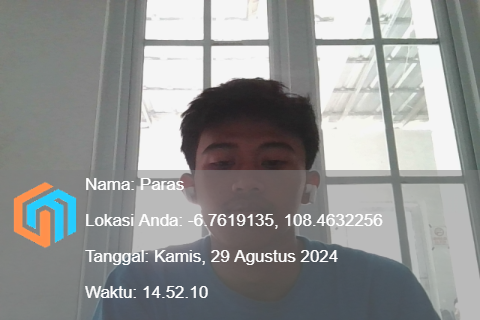 Nama: Paras
Lokasi Anda: -6.7619135, 108.4632256
Tanggal: Kamis, 29 Agustus 2024
Waktu: 14.52.10